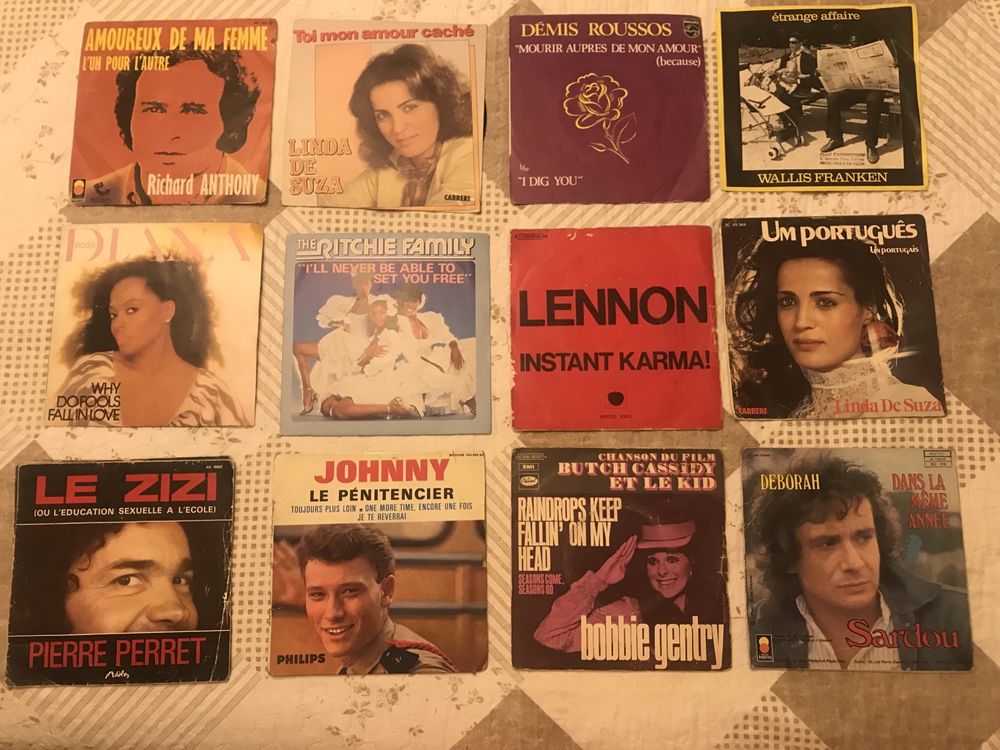 AMOUREUX DE MA FEMME
L'UN POUR L'AUTRE
Richard ANTHONY
Toi mon amour caché
LINDA
DE
SUZA
CARRERE
DÉMIS ROUSSOS
"MOURIR AUPRES DE MON AMOUR"
(because)
"I DIG YOU"
PHILIPS
étrange affaire
WALLIS FRANKEN
DIANA
ROSS
WHY
DO FOOLS
FALL IN LOVE
THE RITCHIE FAMILY
"I'LL NEVER BE ABLE TO
SET YOU FREE"
LENNON
INSTANT KARMA!
UM PORTUGUÊS
UN PORTUGAIS
CARRERE
Linda De Suza
LE ZIZI
(OU L'EDUCATION SEXUELLE A L'ECOLE)
PIERRE PERRET
Adèles
JOHNNY
LE PÉNITENCIER
TOUJOURS PLUS LOIN • ONE MORE TIME, ENCORE UNE FOIS
JE TE REVERRAI
PHILIPS
EMI
CHANSON DU FILM
BUTCH CASSIDY
ET LE KID
RAINDROPS KEEP
FALLIN' ON MY
HEAD
SEASONS COME,
SEASONS GO
bobbie gentry
DEBORAH
DANS LA
MÊME
ANNÉE
Sardou